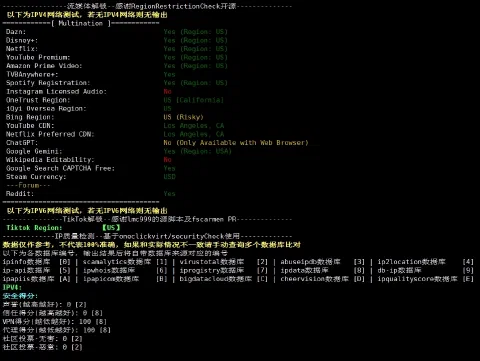 ----------------流媒体解锁--感谢RegionRestrictionCheck开源--------------
以下为IPV4网络测试，若无IPV4网络则无输出
============[ Multination ]============
Dazn: Yes (Region: US)
Disney+: Yes (Region: US)
Netflix: Yes (Region: US)
YouTube Premium: Yes (Region: US)
Amazon Prime Video: Yes (Region: US)
TVBAnywhere+: Yes
Spotify Registration: Yes (Region: US)
Instagram Licensed Audio: No
OneTrust Region: US [California]
iQyi Oversea Region: US
Bing Region: US (Risky)
YouTube CDN: Los Angeles, CA
Netflix Preferred CDN: Los Angeles, CA
ChatGPT: No (Only Available with Web Browser)
Google Gemini: Yes (Region: USA)
Wikipedia Editability: No
Google Search CAPTCHA Free: Yes
Steam Currency: USD
---Forum---
Reddit: Yes
=======================================
以下为IPV6网络测试，若无IPV6网络则无输出
---------------TikTok解锁--感谢lmc999的源脚本及fscarmen PR--------------
Tiktok Region: 【US】
-------------IP质量检测--基于oneclickvirt/securityCheck使用-------------
数据仅作参考，不代表100%准确，如果和实际情况不一致请手动查询多个数据库比对
以下为各数据库编号，输出结果后将自带数据库来源对应的编号
ipinfo数据库 [0] | scamalytics数据库 [1] | virustotal数据库 [2] | abuseipdb数据库 [3] | ip2location数据库 [4]
ip-api数据库 [5] | ipwhois数据库 [6] | ipregistry数据库 [7] | ipdata数据库 [8] | db-ip数据库 [9]
ipapiis数据库 [A] | ipapicom数据库 [B] | bigdatacloud数据库 [C] | cheervision数据库 [D] | ipqualityscore数据库 [E]
IPV4:
安全得分:
声誉(越高越好): 0 [2]
信任得分(越高越好): 0 [8]
VPN得分(越低越好): 100 [8]
代理得分(越低越好): 100 [8]
社区投票-无害: 0 [2]
社区投票-恶意: 0 [2]